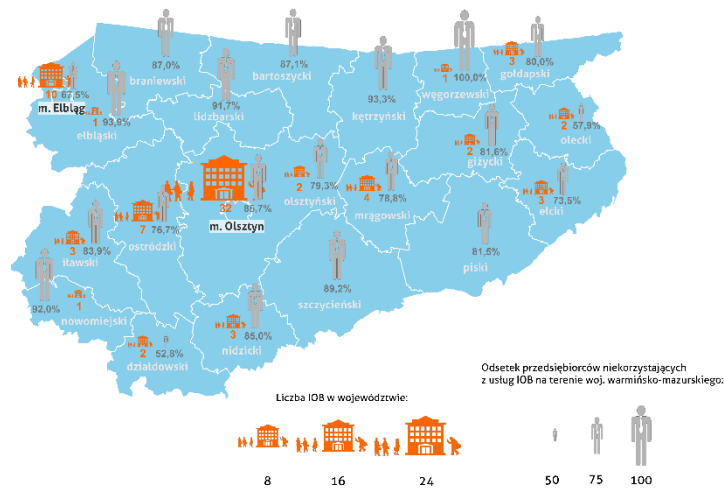 87,0%
braniewski
87,1%
bartoszycki
93,3%
kętrzyński
1
100,0%
węgorzewski
3
80,0%
gołdapski
10 67,5%
m. Elbląg
1
93,9%
elbląski
91,7%
lidzbarski
2 57,9%
olecki
2 81,6%
giżycki
32 85,7%
m. Olsztyn
2 79,3%
olsztyński
4 78,8%
mrągowski
3 73,5%
ełcki
7 76,7%
ostródzki
3 83,9%
iławski
81,5%
piski
89,2%
szczycieński
92,0%
1
nowomiejski
3 85,0%
nidzicki
2 52,8%
działdowski
Odsetek przedsiębiorców niekorzystających
z usług IOB na terenie woj. warmińsko-mazurskiego:
Liczba IOB w województwie:
8 16 24
50 75 100